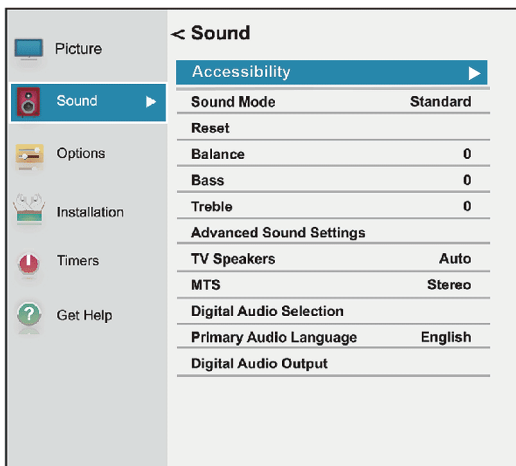 Picture
Sound
Options
Installation
Timers
Get Help
< Sound
Accessibility
Sound Mode Standard
Reset
Balance 0
Bass 0
Treble 0
Advanced Sound Settings
TV Speakers Auto
MTS Stereo
Digital Audio Selection
Primary Audio Language English
Digital Audio Output